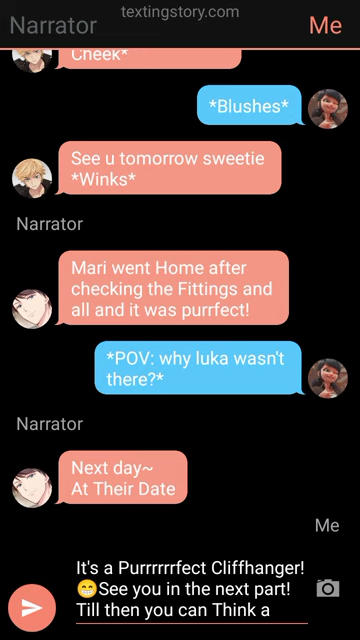 textingstory.com
Narrator
Me
Cheek*
*Blushes*
See u tomorrow sweetie
*Winks*
Narrator
Mari went Home after
checking the Fittings and
all and it was purrfect!
*POV: why luka wasn't
there?*
Narrator
Next day~
At Their Date
Me
It's a Purrrrrrfect Cliffhanger!
😁See you in the next part!
Till then you can Think a